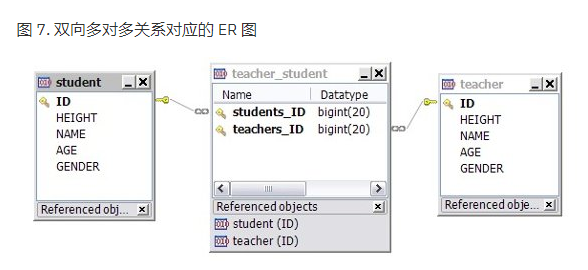 图 7. 双向多对多关系对应的 ER 图
student
ID
HEIGHT
NAME
AGE
GENDER
Referenced obj...
teacher_student
Name Datatype
students_ID bigint(20)
teachers_ID bigint(20)
Referenced objects
student (ID)
teacher (ID)
teacher
ID
HEIGHT
NAME
AGE
GENDER
Referenced obje...